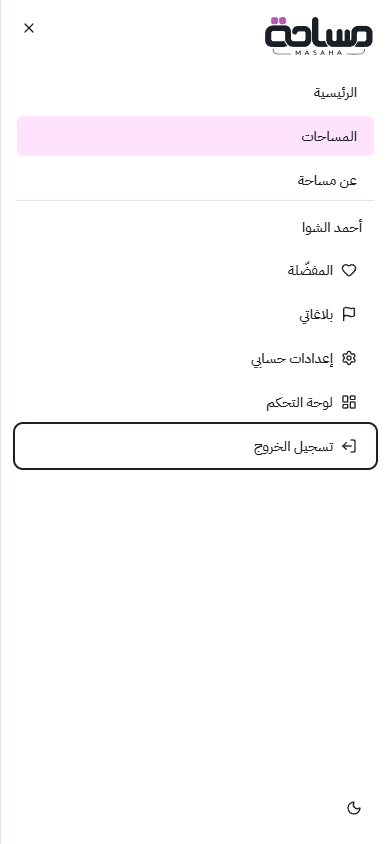 مساحة
MASAHA
الرئيسية
المساحات
عن مساحة
أحمد الشوا
المفضّلة
بلاغاتي
إعدادات حسابي
لوحة التحكم
تسجيل الخروج